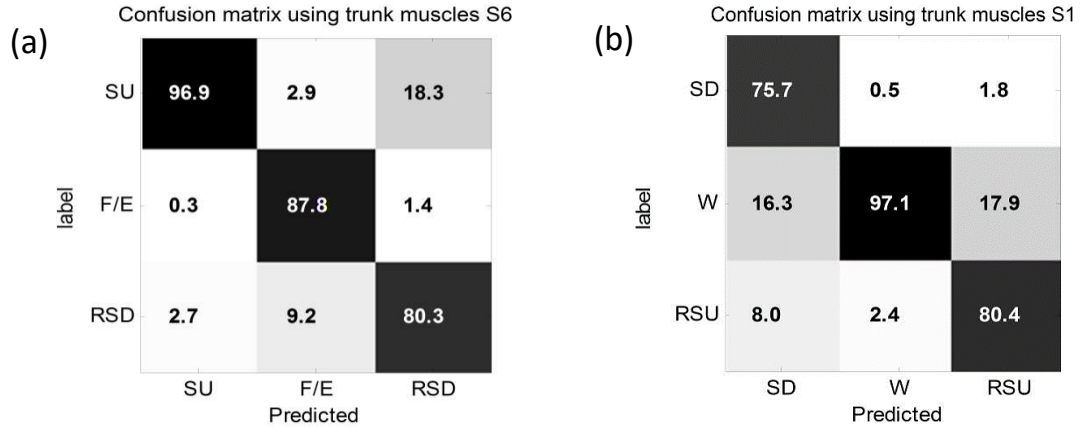 (a)
Confusion matrix using trunk muscles S6
SU 96.9 2.9 18.3
F/E 0.3 87.8 1.4
RSD 2.7 9.2 80.3
label
SU F/E RSD
Predicted
(b)
Confusion matrix using trunk muscles S1
SD 75.7 0.5 1.8
W 16.3 97.1 17.9
RSU 8.0 2.4 80.4
label
SD W RSU
Predicted